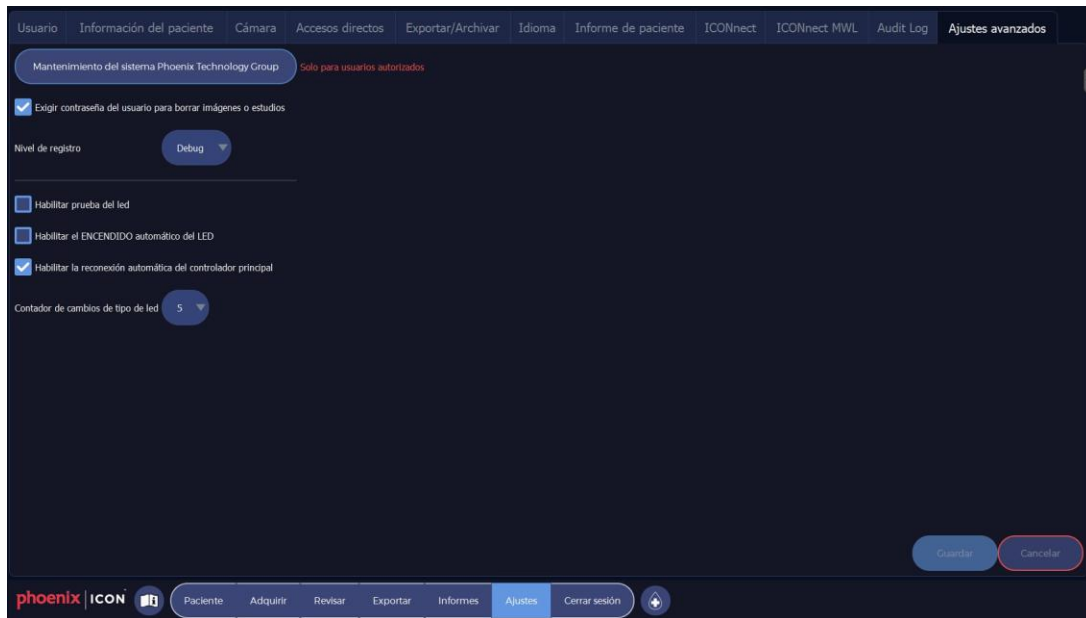 Usuario Información del paciente Cámara Accesos directos Exportar/Archivar Idioma Informe de paciente ICONnect ICONnect MWL Audit Log Ajustes avanzados
Mantenimiento del sistema Phoenix Technology Group Solo para usuarios autorizados
Exigir contraseña del usuario para borrar imágenes o estudios
Nivel de registro Debug
Habilitar prueba del led
Habilitar el ENCENDIDO automático del LED
Habilitar la reconexión automática del controlador principal
Contador de cambios de tipo de led 5
Guardar Cancelar
phoenix ICON Paciente Adquirir Revisar Exportar Informes Ajustes Cerrar sesión